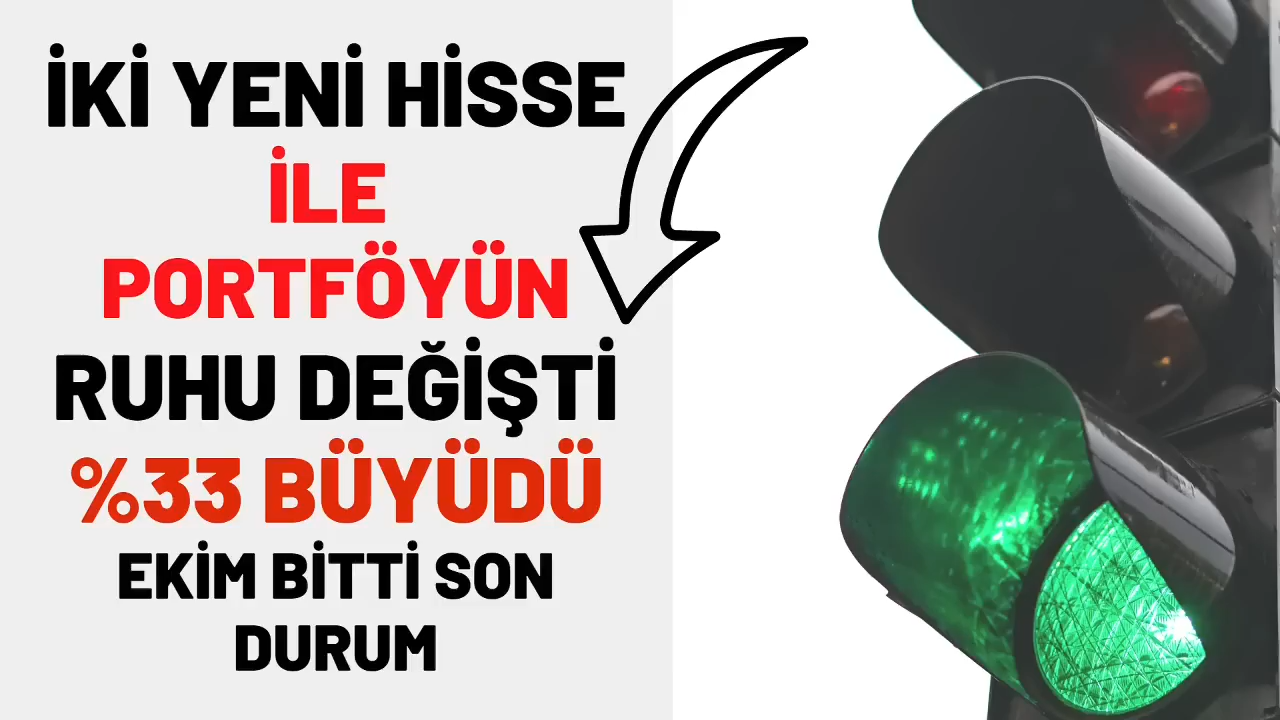 İKİ YENİ HİSSE
İLE
PORTFÖYÜN
RUHU DEĞİŞTİ
%33 BÜYÜDÜ
EKİM BİTTİ SON
DURUM